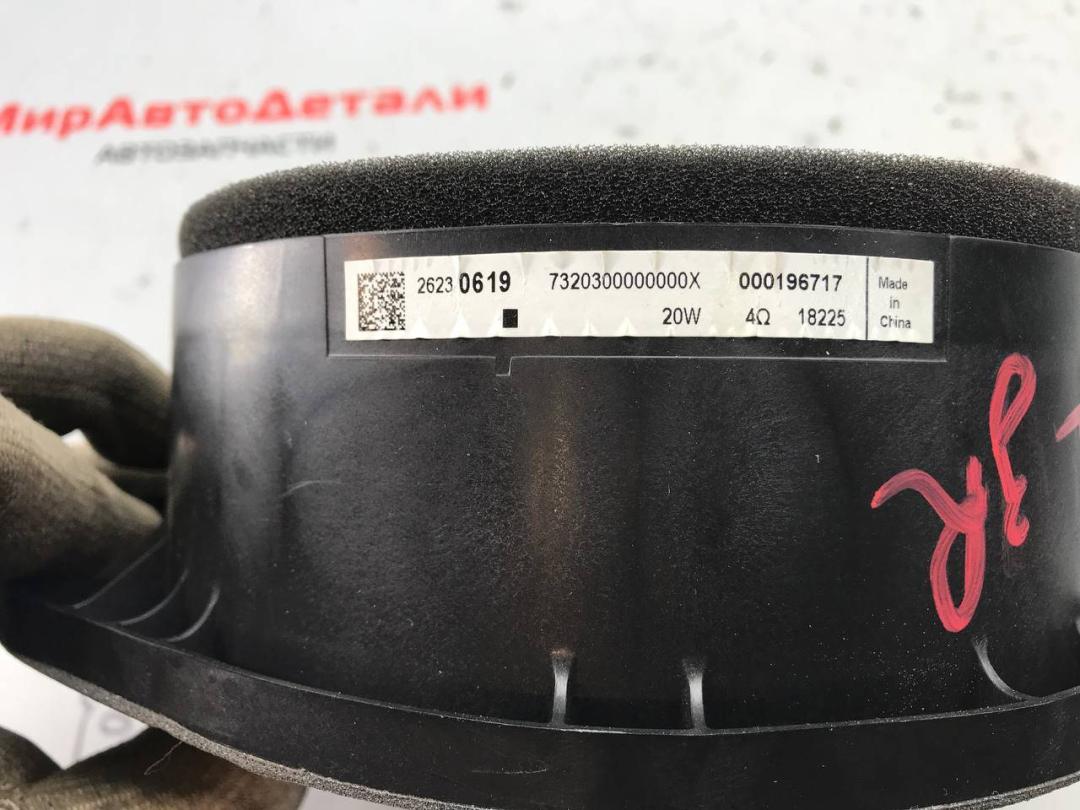 МирАвтоДетали
АВТОЗАПЧАСТИ
2623 0619 7320300000000X 000196717
20W 4Ω 18225
Made
in
China